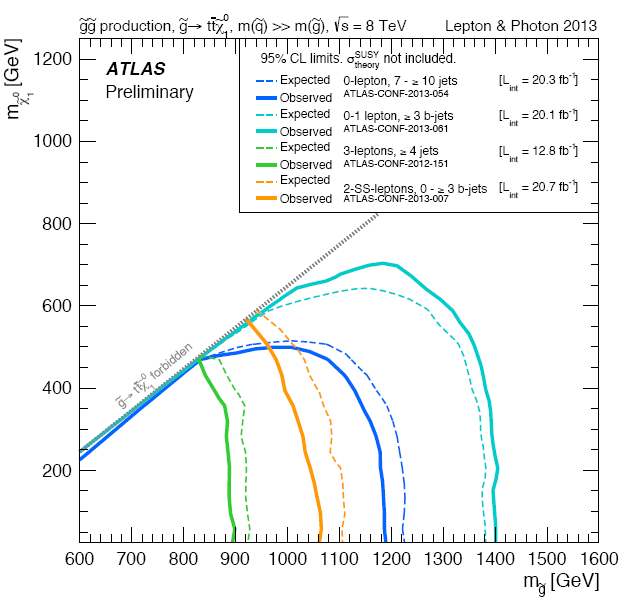 g̃g̃ production, g̃→ tt̄χ̃⁰₁, m(q̃) >> m(g̃), √s = 8 TeV Lepton & Photon 2013
ATLAS
Preliminary
95% CL limits. σ^SUSY_theory not included.
Expected 0-lepton, 7 - ≥ 10 jets [L_int = 20.3 fb⁻¹]
Observed ATLAS-CONF-2013-054
Expected 0-1 lepton, ≥ 3 b-jets [L_int = 20.1 fb⁻¹]
Observed ATLAS-CONF-2013-061
Expected 3-leptons, ≥ 4 jets [L_int = 12.8 fb⁻¹]
Observed ATLAS-CONF-2012-151
Expected 2-SS-leptons, 0 - ≥ 3 b-jets [L_int = 20.7 fb⁻¹]
Observed ATLAS-CONF-2013-007
m_χ̃⁰₁ [GeV]
1200
1000
800
600
400
200
g̃→ tt̄χ̃⁰₁ forbidden
600 700 800 900 1000 1100 1200 1300 1400 1500 1600
m_g̃ [GeV]